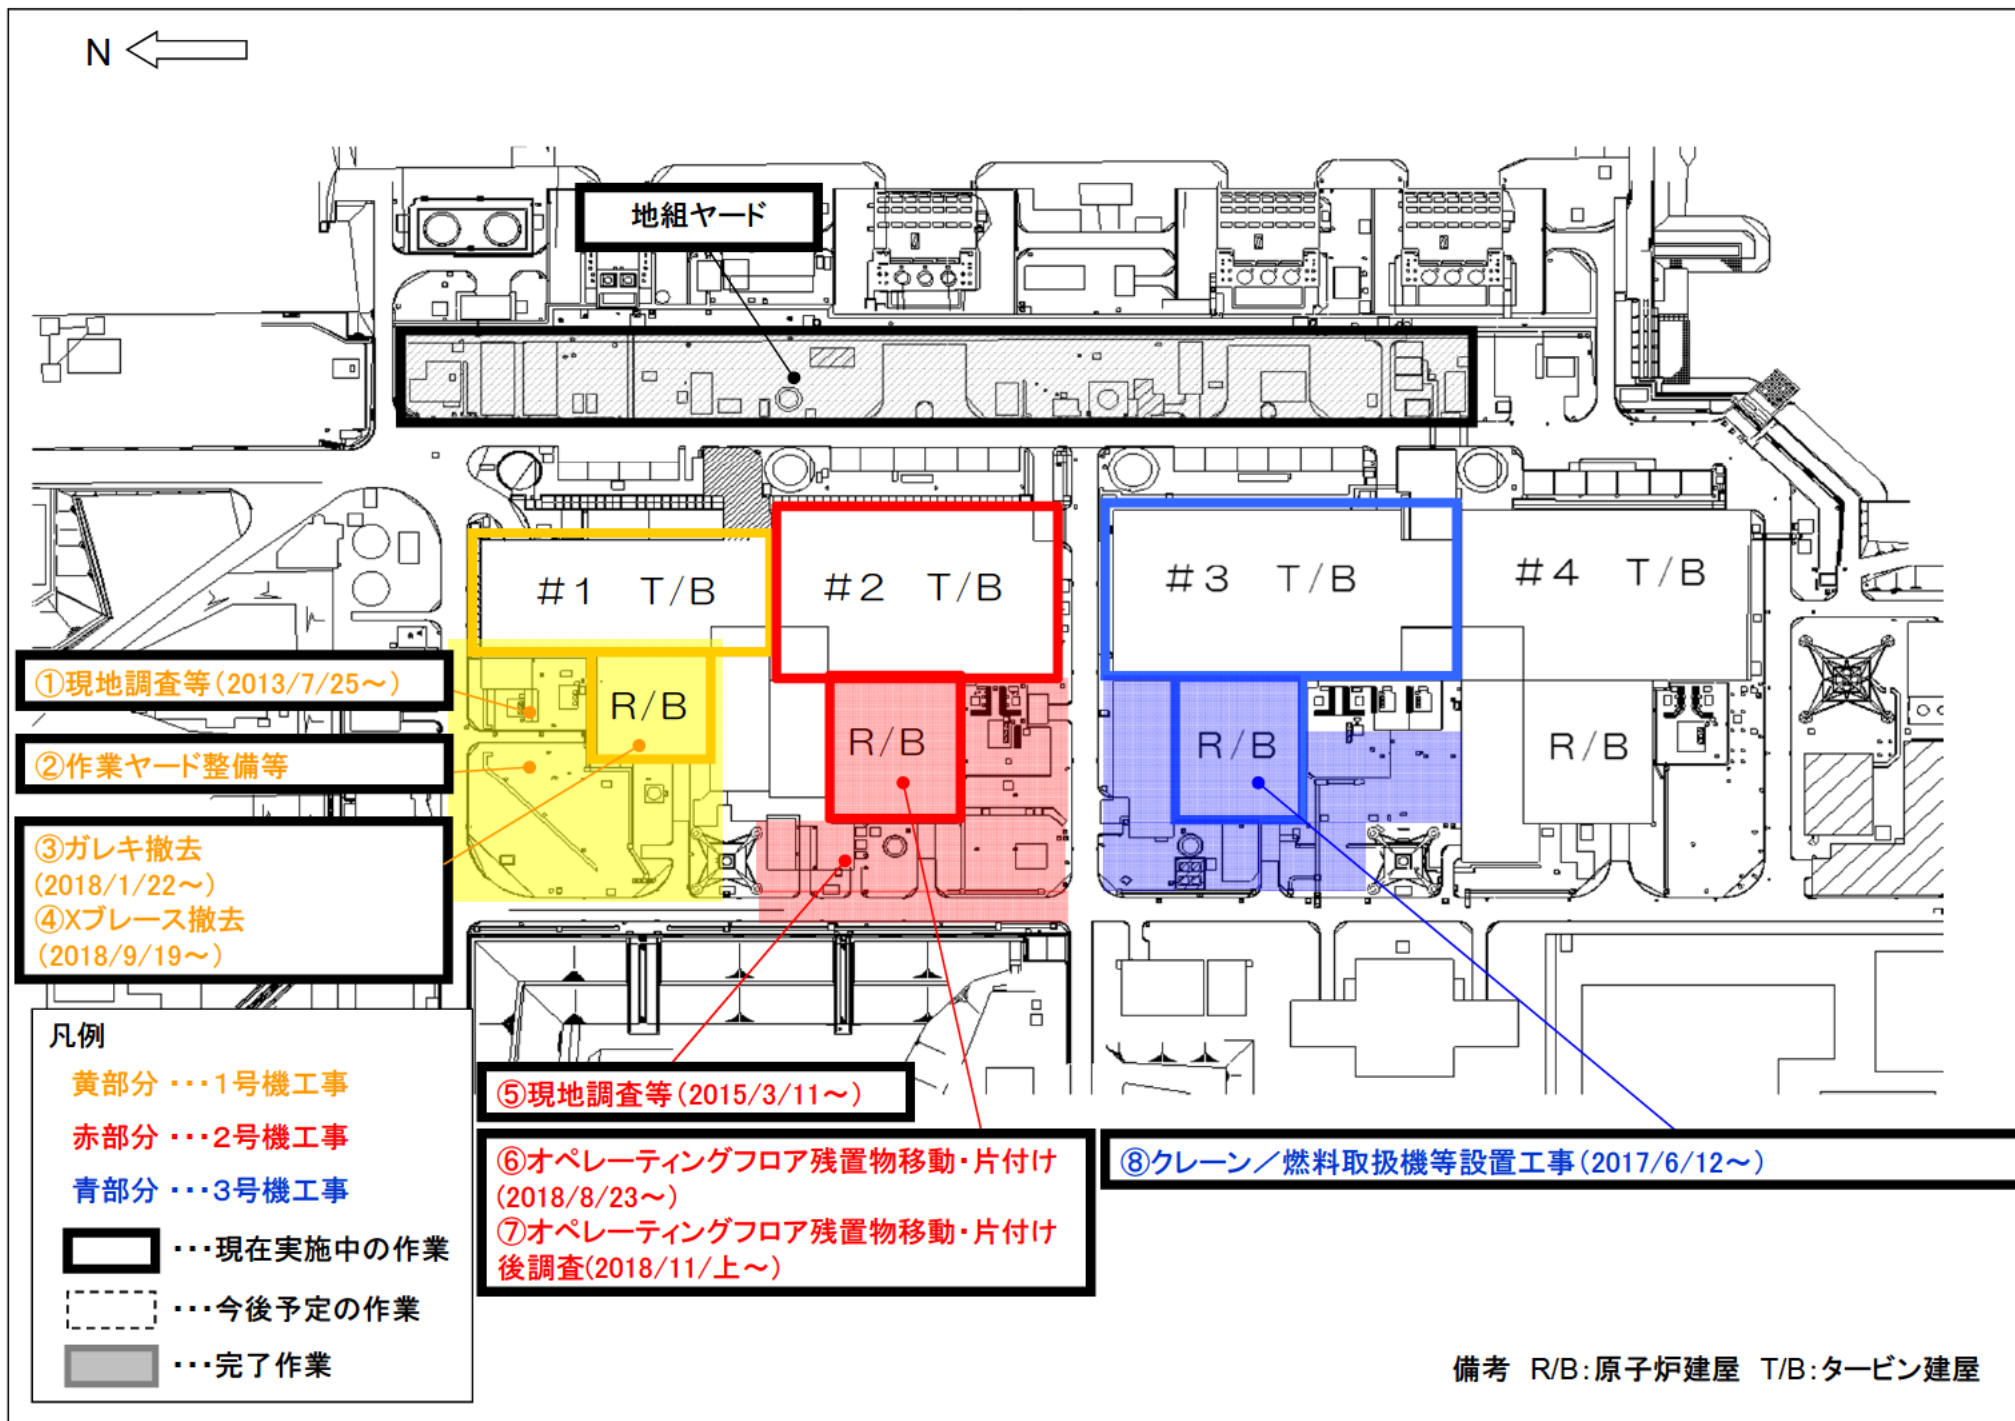 N
地組ヤード
#1 T/B
#2 T/B
#3 T/B
#4 T/B
R/B
R/B
R/B
R/B
①現地調査等(2013/7/25～)
②作業ヤード整備等
③ガレキ撤去
(2018/1/22～)
④Xブレース撤去
(2018/9/19～)
⑤現地調査等(2015/3/11～)
⑥オペレーティングフロア残置物移動・片付け
(2018/8/23～)
⑦オペレーティングフロア残置物移動・片付け
後調査(2018/11/上～)
⑧クレーン／燃料取扱機等設置工事(2017/6/12～)
凡例
黄部分 ･･･1号機工事
赤部分 ･･･2号機工事
青部分 ･･･3号機工事
･･･現在実施中の作業
･･･今後予定の作業
･･･完了作業
備考 R/B:原子炉建屋 T/B:タービン建屋